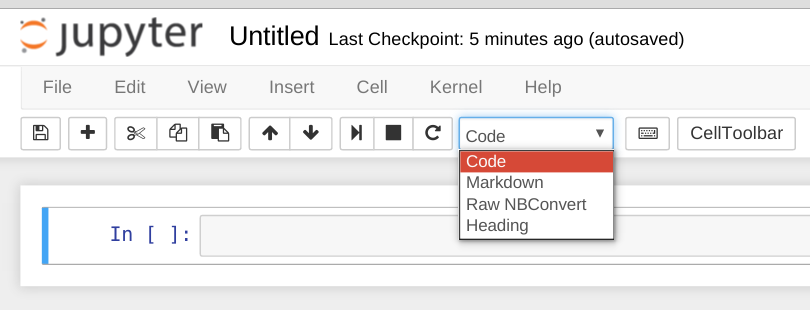 jupyter Untitled Last Checkpoint: 5 minutes ago (autosaved)
File Edit View Insert Cell Kernel Help
Code CellToolbar
Code
Markdown
Raw NBConvert
Heading
In [ ]: